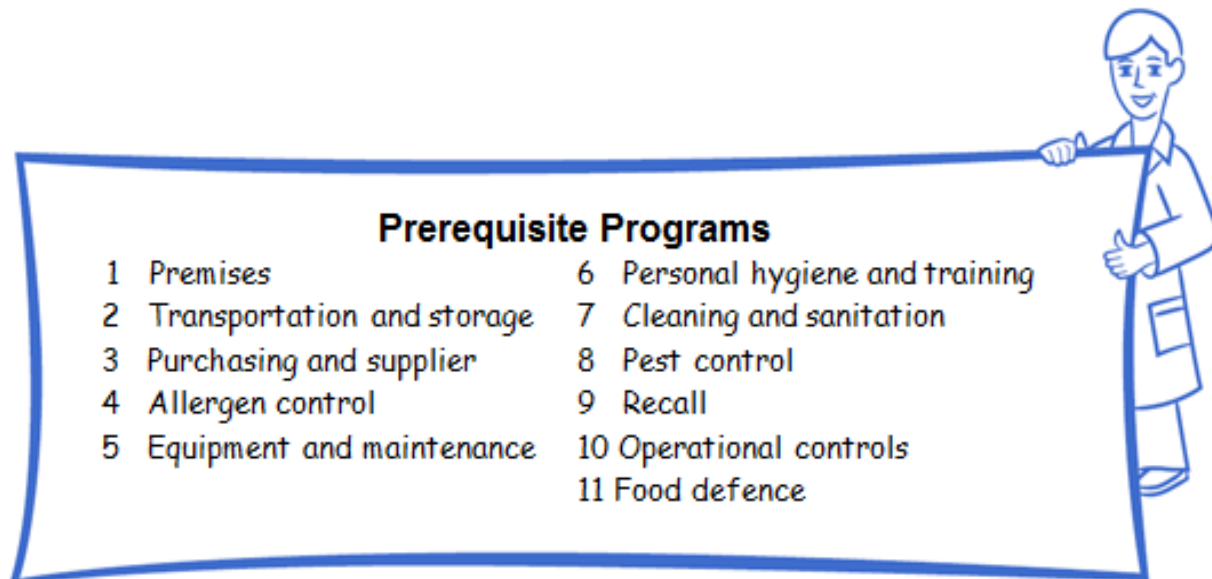 Prerequisite Programs
1 Premises
2 Transportation and storage
3 Purchasing and supplier
4 Allergen control
5 Equipment and maintenance
6 Personal hygiene and training
7 Cleaning and sanitation
8 Pest control
9 Recall
10 Operational controls
11 Food defence